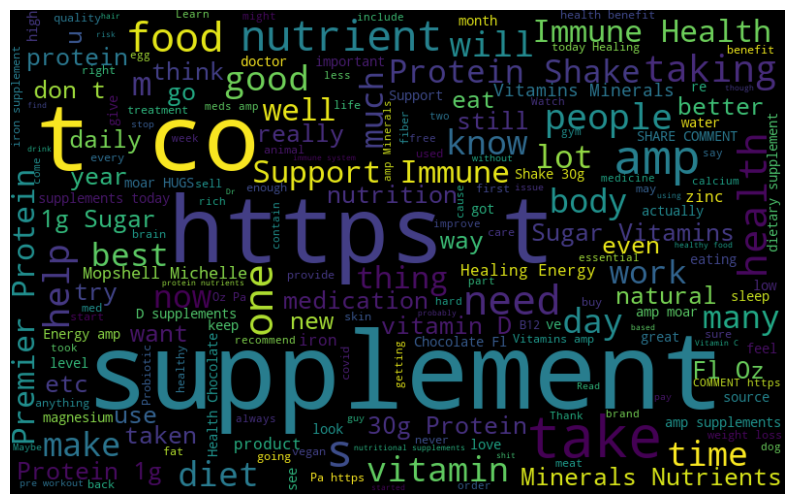 supplement
https t
t co
amp
take
food
nutrient
will
Immune Health
protein
u
high
quality
hair
Learn
might
include
month
health benefit
risk
egg
doctor
important
less
today Healing
benefit
don t
m
think
good
much
Protein Shake
taking
go
well
give
treatment
life
still
eat
Vitamins Minerals
re
better
right
stop
meds amp
Support
two
Watch
though
daily
really
know
people
SHARE COMMENT
water
gym
drink
come
every
week
animal
fiber
free
used
without
amp Minerals
find
year
iron supplement
supplements today
Dr
immune system
Support Immune
lot
Shake 30g
medicine
say
may
using
health
dietary supplement
moar HUGS
sell
enough
nutrition
first
issue
calcium
1g Sugar
rich
contain
improve
cause
got
body
zinc
actually
brain
best
way
care
Sugar Vitamins
even
healthy food
Premier Protein
help
Mopshell Michelle
protein nutrients
Oz Pa
provide
thing
Healing Energy
essential
eating
low
work
try
med
start
now
one
medication
need
hard
part
buy
natural
sleep
many
D supplements
want
keep
skin
new
vitamin D
iron
B12
ve
day
amp moar
based
great
sure
feel
Energy amp
took
level
recommend
covid
getting
Chocolate Fl
probably
Vitamins amp
Vitamin C
etc
anything
Probiotic
healthy
Health Chocolate
Fl Oz
COMMENT https
magnesium
use
always
look
guy
30g Protein
Read
Thank
brand
pay
source
amp supplements
Maybe
make
taken
product
vegan
never
love
s
time
weight loss
fat
going
see
nutritional supplements
shit
meat
dog
Protein 1g
diet
Pa https
order
vitamin
Minerals Nutrients
pre workout
back
started